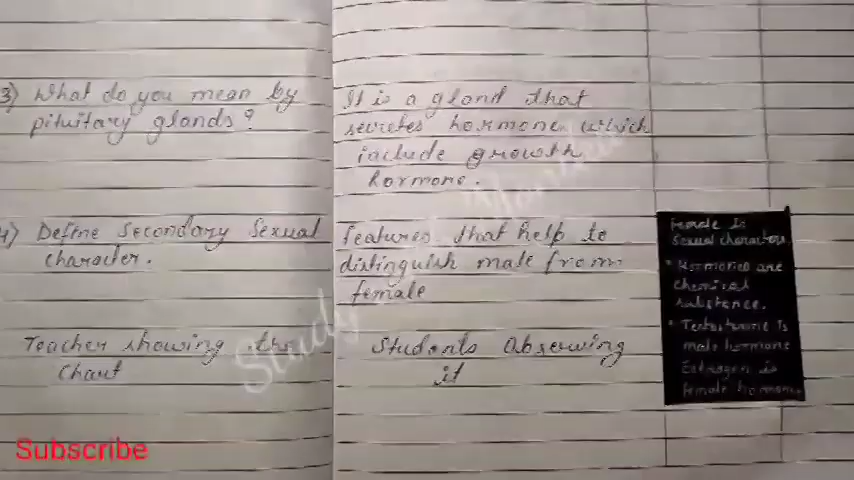 3) What do you mean by
pituitary glands?
It is a gland that
secretes hormone which
include growth
hormone.
4) Define Secondary Sexual
character.
features that help to
distinguish male from
female
Teacher showing the
chart
Students observing
it
Female is
sexual characters
• Hormones are
chemical
substance.
• Testosterone is
male hormone
Estrogen is
female hormone
Study
Subscribe